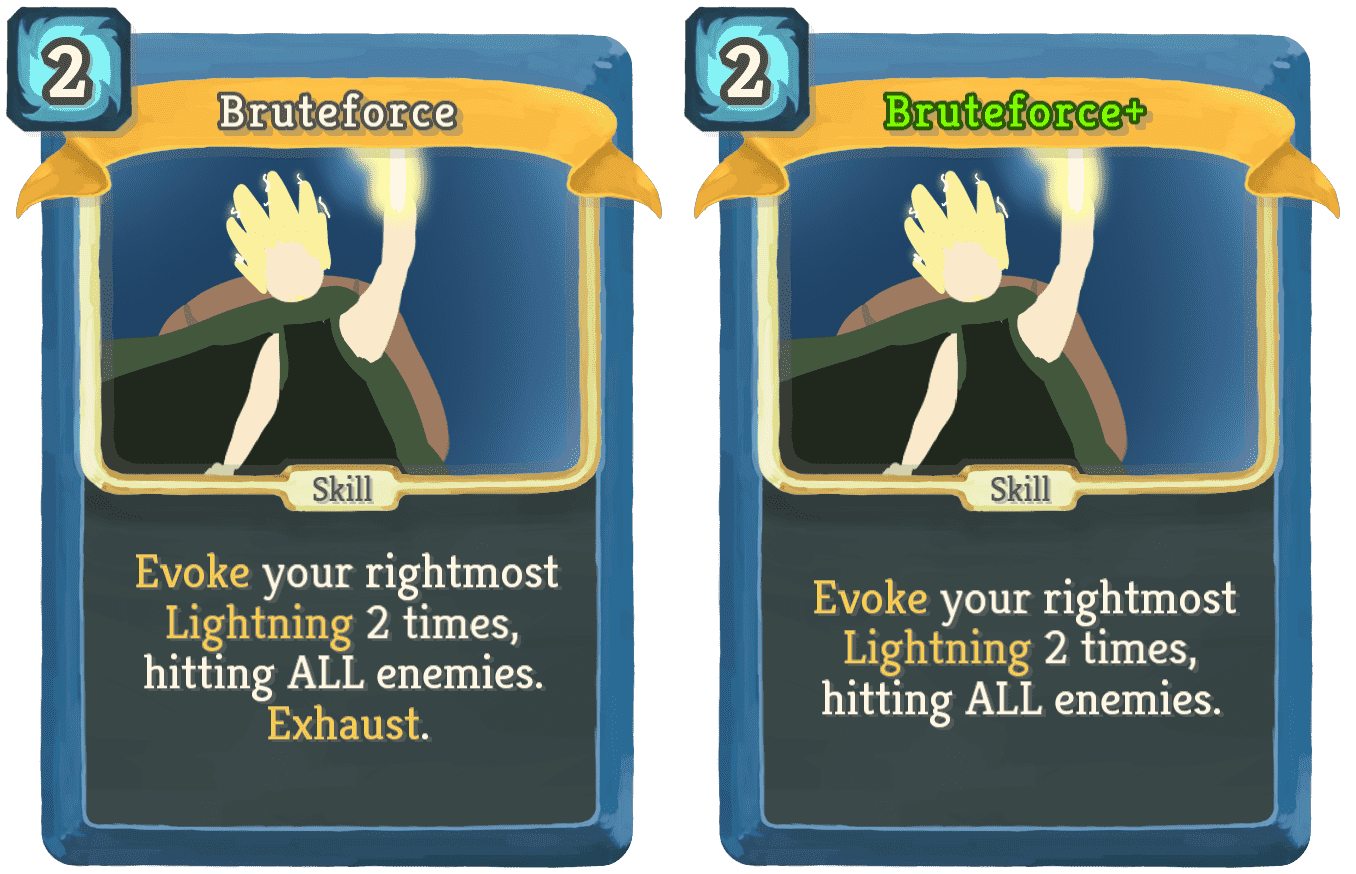 2
Bruteforce
Skill
Evoke your rightmost
Lightning 2 times,
hitting ALL enemies.
Exhaust.
2
Bruteforce+
Skill
Evoke your rightmost
Lightning 2 times,
hitting ALL enemies.